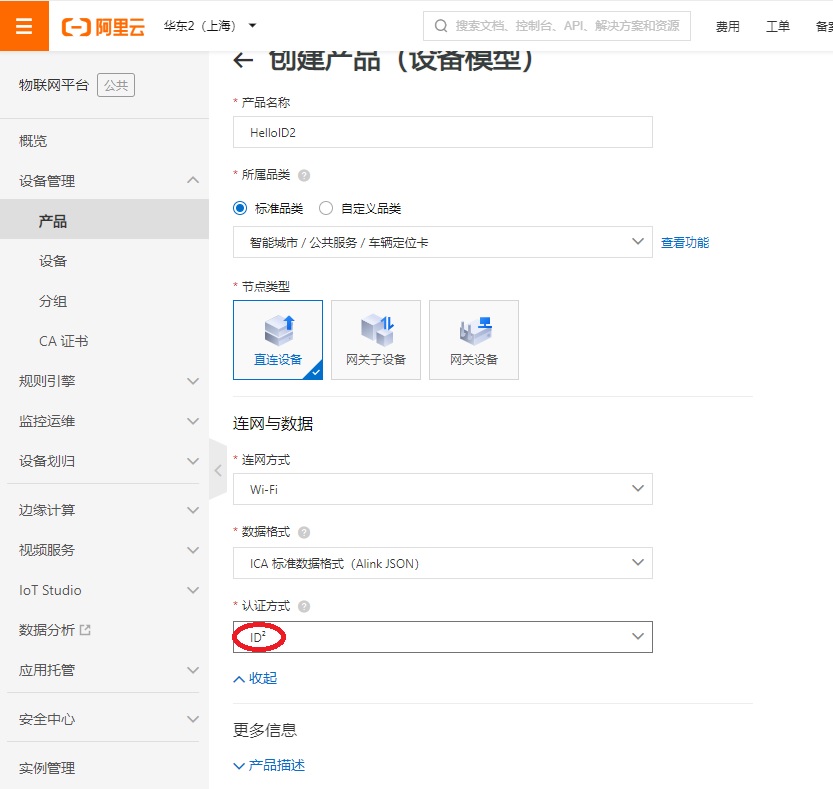 阿里云
华东2（上海）
搜索文档、控制台、API、解决方案和资源
费用
工单
备案
物联网平台
公共
概览
设备管理
产品
设备
分组
CA 证书
规则引擎
监控运维
设备划归
边缘计算
视频服务
IoT Studio
数据分析
应用托管
安全中心
实例管理
创建产品（设备模型）
* 产品名称
HelloID2
* 所属品类 ?
标准品类
自定义品类
智能城市 / 公共服务 / 车辆定位卡
查看功能
* 节点类型
直连设备
网关子设备
网关设备
连网与数据
* 连网方式
Wi-Fi
* 数据格式 ?
ICA 标准数据格式（Alink JSON）
* 认证方式 ?
ID²
收起
更多信息
产品描述